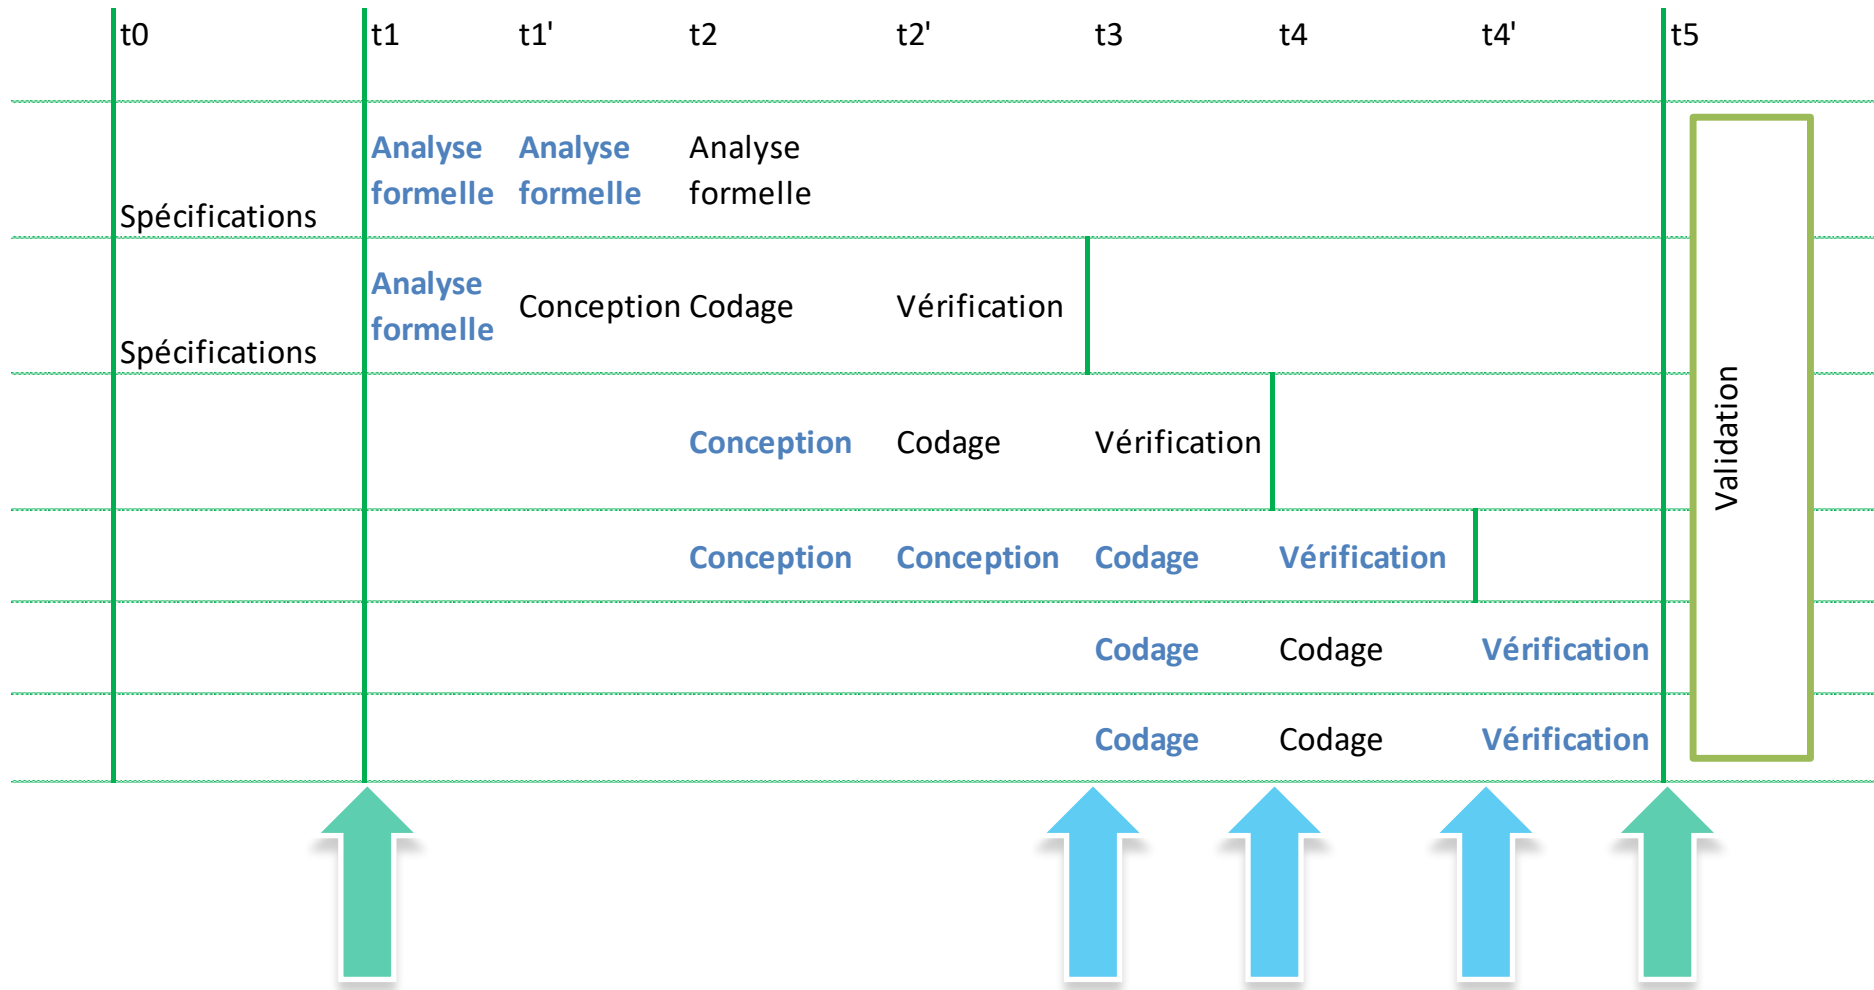 t0 t1 t1' t2 t2' t3 t4 t4' t5
Analyse Analyse Analyse
formelle formelle formelle
Spécifications
Analyse
formelle
Conception Codage Vérification
Spécifications
Conception Codage Vérification
Conception Conception Codage Vérification
Codage Codage Vérification
Codage Codage Vérification
Validation